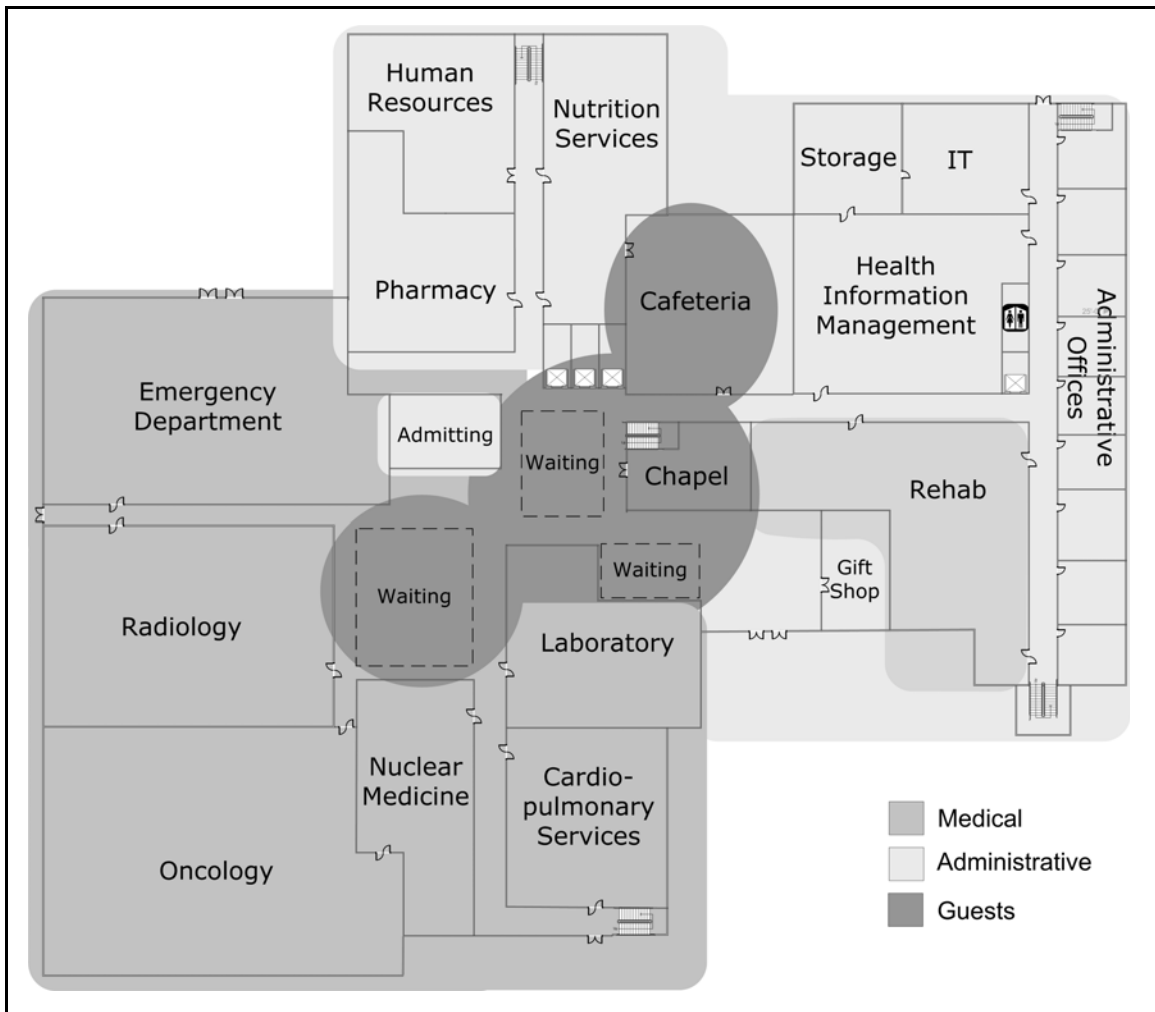 Human
Resources
Nutrition
Services
Storage
IT
Pharmacy
Cafeteria
Health
Information
Management
Administrative
Offices
Emergency
Department
Admitting
Waiting
Chapel
Rehab
Waiting
Gift
Shop
Waiting
Radiology
Laboratory
Nuclear
Medicine
Cardio-
pulmonary
Services
Oncology
Medical
Administrative
Guests